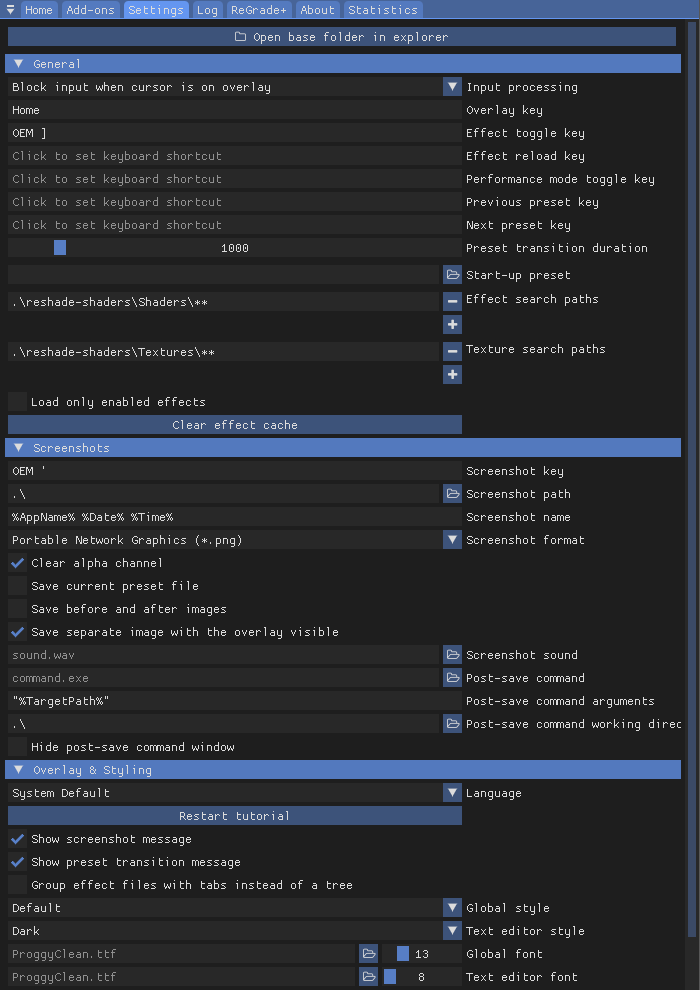 Home Add-ons Settings Log ReGrade+ About Statistics
Open base folder in explorer
General
Block input when cursor is on overlay Input processing
Home Overlay key
OEM ] Effect toggle key
Click to set keyboard shortcut Effect reload key
Click to set keyboard shortcut Performance mode toggle key
Click to set keyboard shortcut Previous preset key
Click to set keyboard shortcut Next preset key
1000 Preset transition duration
Start-up preset
.\reshade-shaders\Shaders\** Effect search paths
.\reshade-shaders\Textures\** Texture search paths
Load only enabled effects
Clear effect cache
Screenshots
OEM ' Screenshot key
.\ Screenshot path
%AppName% %Date% %Time% Screenshot name
Portable Network Graphics (*.png) Screenshot format
Clear alpha channel
Save current preset file
Save before and after images
Save separate image with the overlay visible
sound.wav Screenshot sound
command.exe Post-save command
"%TargetPath%" Post-save command arguments
.\ Post-save command working direc
Hide post-save command window
Overlay & Styling
System Default Language
Restart tutorial
Show screenshot message
Show preset transition message
Group effect files with tabs instead of a tree
Default Global style
Dark Text editor style
ProggyClean.ttf 13 Global font
ProggyClean.ttf 8 Text editor font